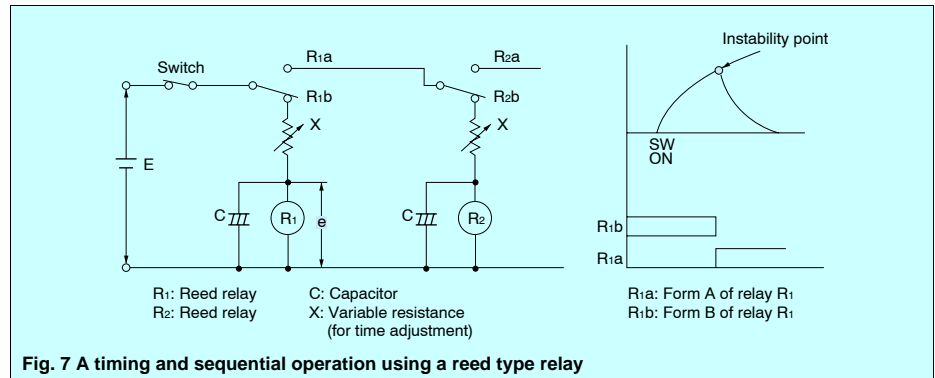 Switch
R1a
R2a
R1b
R2b
X
X
E
C
R1
e
C
R2
Instability point
SW
ON
R1b
R1a
R1: Reed relay
R2: Reed relay
C: Capacitor
X: Variable resistance
(for time adjustment)
R1a: Form A of relay R1
R1b: Form B of relay R1
Fig. 7 A timing and sequential operation using a reed type relay